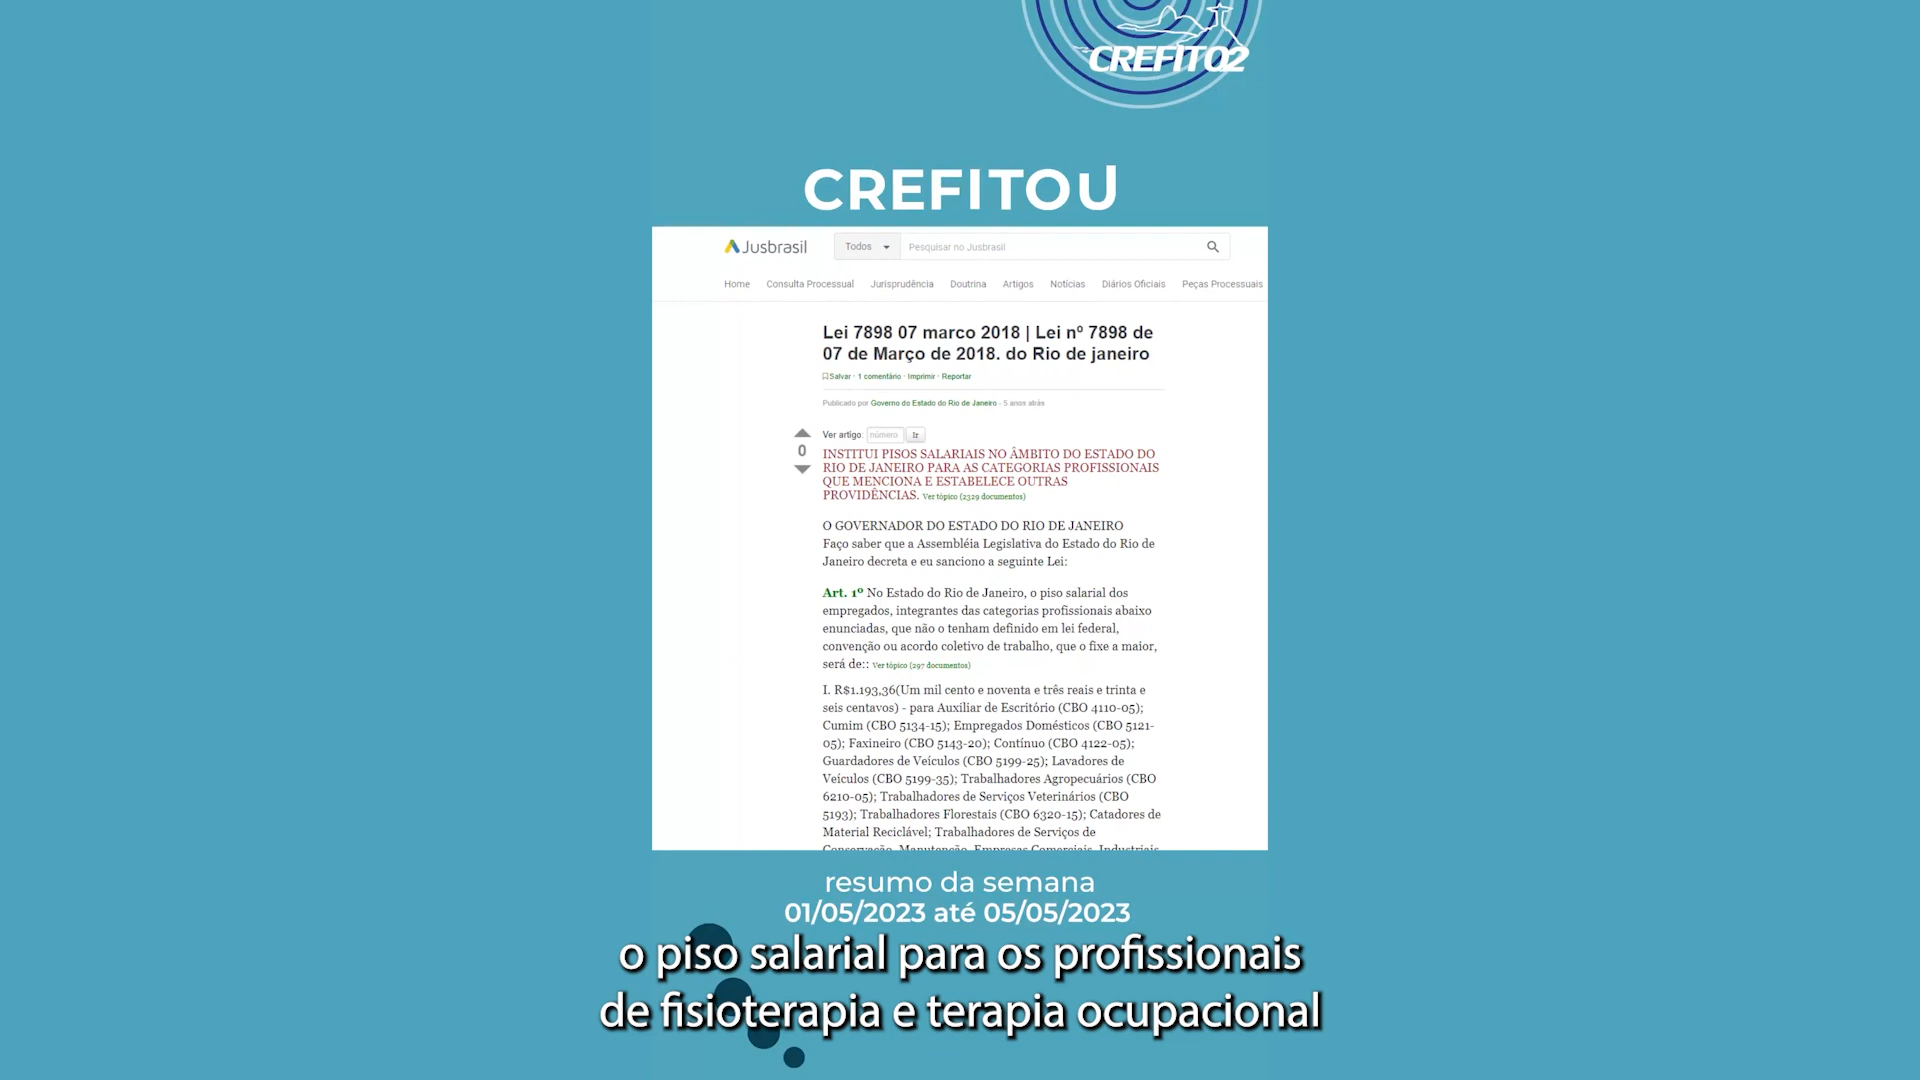 CREFITO2
CREFITOU
Jusbrasil
Todos
Pesquisar no Jusbrasil
Home Consulta Processual Jurisprudência Doutrina Artigos Notícias Diários Oficiais Peças Processuais
Lei 7898 07 marco 2018 | Lei nº 7898 de
07 de Março de 2018. do Rio de janeiro
Salvar · 1 comentário · Imprimir · Reportar
Publicado por Governo do Estado do Rio de Janeiro - 5 anos atrás
Ver artigo: número Ir
0
INSTITUI PISOS SALARIAIS NO ÂMBITO DO ESTADO DO
RIO DE JANEIRO PARA AS CATEGORIAS PROFISSIONAIS
QUE MENCIONA E ESTABELECE OUTRAS
PROVIDÊNCIAS. Ver tópico (2329 documentos)
O GOVERNADOR DO ESTADO DO RIO DE JANEIRO
Faço saber que a Assembléia Legislativa do Estado do Rio de
Janeiro decreta e eu sanciono a seguinte Lei:
Art. 1º No Estado do Rio de Janeiro, o piso salarial dos
empregados, integrantes das categorias profissionais abaixo
enunciadas, que não o tenham definido em lei federal,
convenção ou acordo coletivo de trabalho, que o fixe a maior,
será de:: Ver tópico (297 documentos)
I. R$1.193,36(Um mil cento e noventa e três reais e trinta e
seis centavos) - para Auxiliar de Escritório (CBO 4110-05);
Cumim (CBO 5134-15); Empregados Domésticos (CBO 5121-
05); Faxineiro (CBO 5143-20); Contínuo (CBO 4122-05);
Guardadores de Veículos (CBO 5199-25); Lavadores de
Veículos (CBO 5199-35); Trabalhadores Agropecuários (CBO
6210-05); Trabalhadores de Serviços Veterinários (CBO
5193); Trabalhadores Florestais (CBO 6320-15); Catadores de
Material Reciclável; Trabalhadores de Serviços de
Conservação, Manutenção, Empresas Comerciais, Industriais,
resumo da semana
01/05/2023 até 05/05/2023
o piso salarial para os profissionais
de fisioterapia e terapia ocupacional